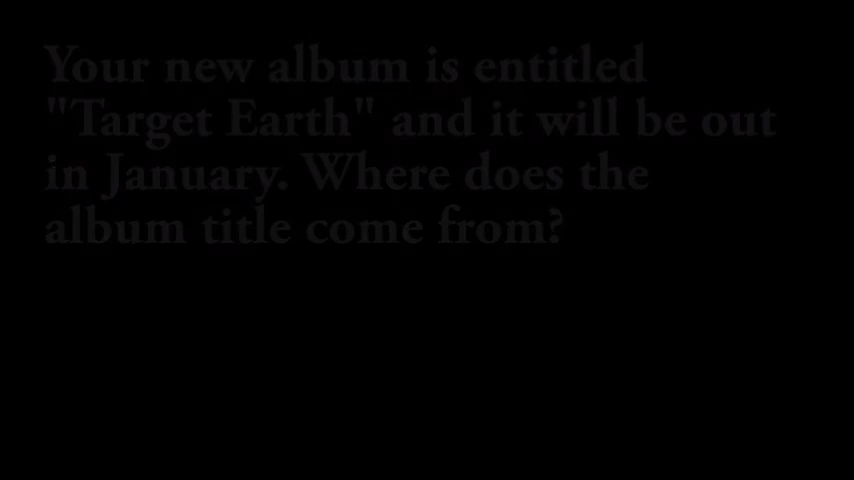 Your new album is entitled
"Target Earth" and it will be out
in January. Where does the
album title come from?